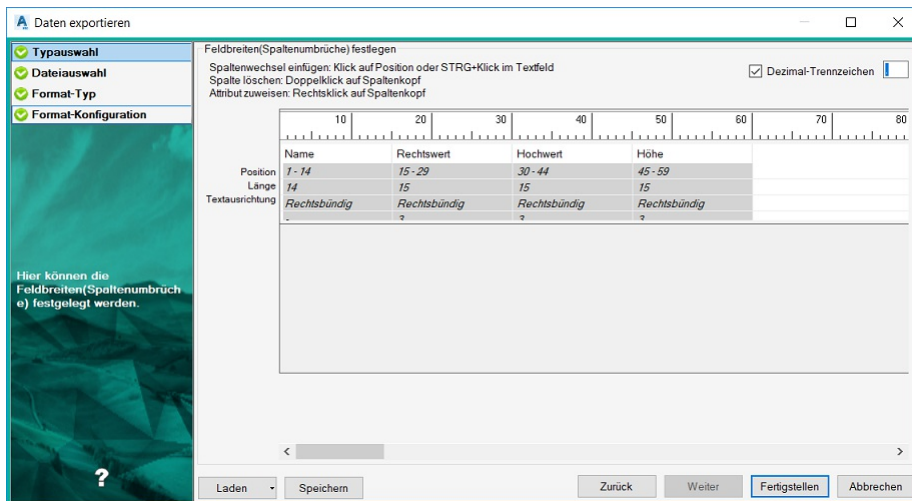 Daten exportieren
Typauswahl
Dateiauswahl
Format-Typ
Format-Konfiguration
Hier können die
Feldbreiten(Spaltenumbrüch
e) festgelegt werden.
?
Feldbreiten(Spaltenumbrüche) festlegen
Spaltenwechsel einfügen: Klick auf Position oder STRG+Klick im Textfeld
Spalte löschen: Doppelklick auf Spaltenkopf
Attribut zuweisen: Rechtsklick auf Spaltenkopf
Dezimal-Trennzeichen
10 20 30 40 50 60 70 80
Name Rechtswert Hochwert Höhe
Position 1 - 14 15 - 29 30 - 44 45 - 59
Länge 14 15 15 15
Textausrichtung Rechtsbündig Rechtsbündig Rechtsbündig Rechtsbündig
- 3 3 3
Laden Speichern Zurück Weiter Fertigstellen Abbrechen